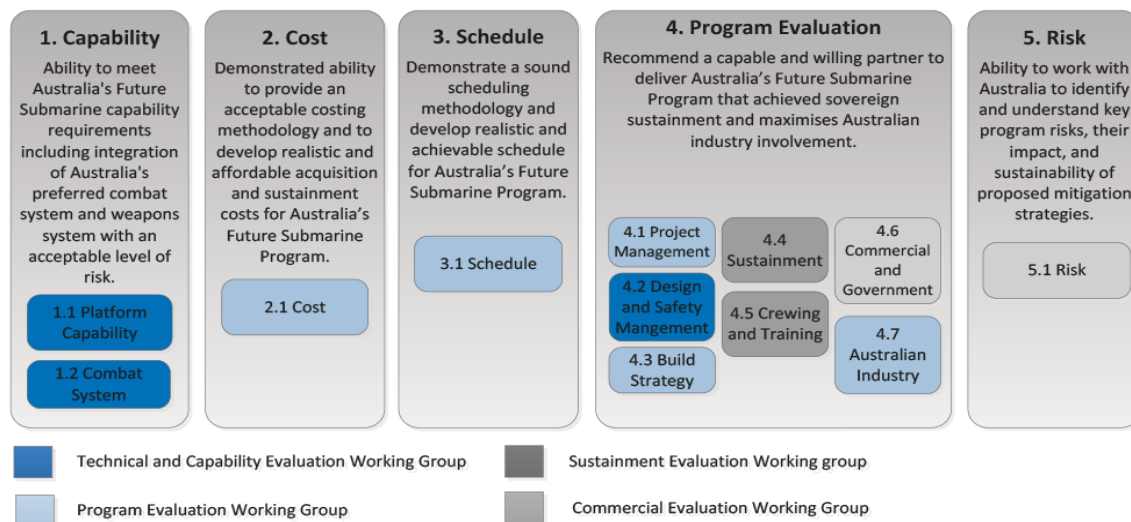 1. Capability
Ability to meet
Australia's Future
Submarine capability
requirements
including integration
of Australia's
preferred combat
system and weapons
system with an
acceptable level of
risk.
1.1 Platform
Capability
1.2 Combat
System
2. Cost
Demonstrated ability
to provide an
acceptable costing
methodology and to
develop realistic and
affordable acquisition
and sustainment
costs for Australia’s
Future Submarine
Program.
2.1 Cost
3. Schedule
Demonstrate a sound
scheduling
methodology and
develop realistic and
achievable schedule
for Australia’s Future
Submarine Program.
3.1 Schedule
4. Program Evaluation
Recommend a capable and willing partner to
deliver Australia’s Future Submarine
Program that achieved sovereign
sustainment and maximises Australian
industry involvement.
4.1 Project
Management
4.2 Design
and Safety
Mangement
4.3 Build
Strategy
4.4
Sustainment
4.5 Crewing
and Training
4.6
Commercial
and
Government
4.7
Australian
Industry
5. Risk
Ability to work with
Australia to identify
and understand key
program risks, their
impact, and
sustainability of
proposed mitigation
strategies.
5.1 Risk
Technical and Capability Evaluation Working Group
Sustainment Evaluation Working group
Program Evaluation Working Group
Commercial Evaluation Working Group